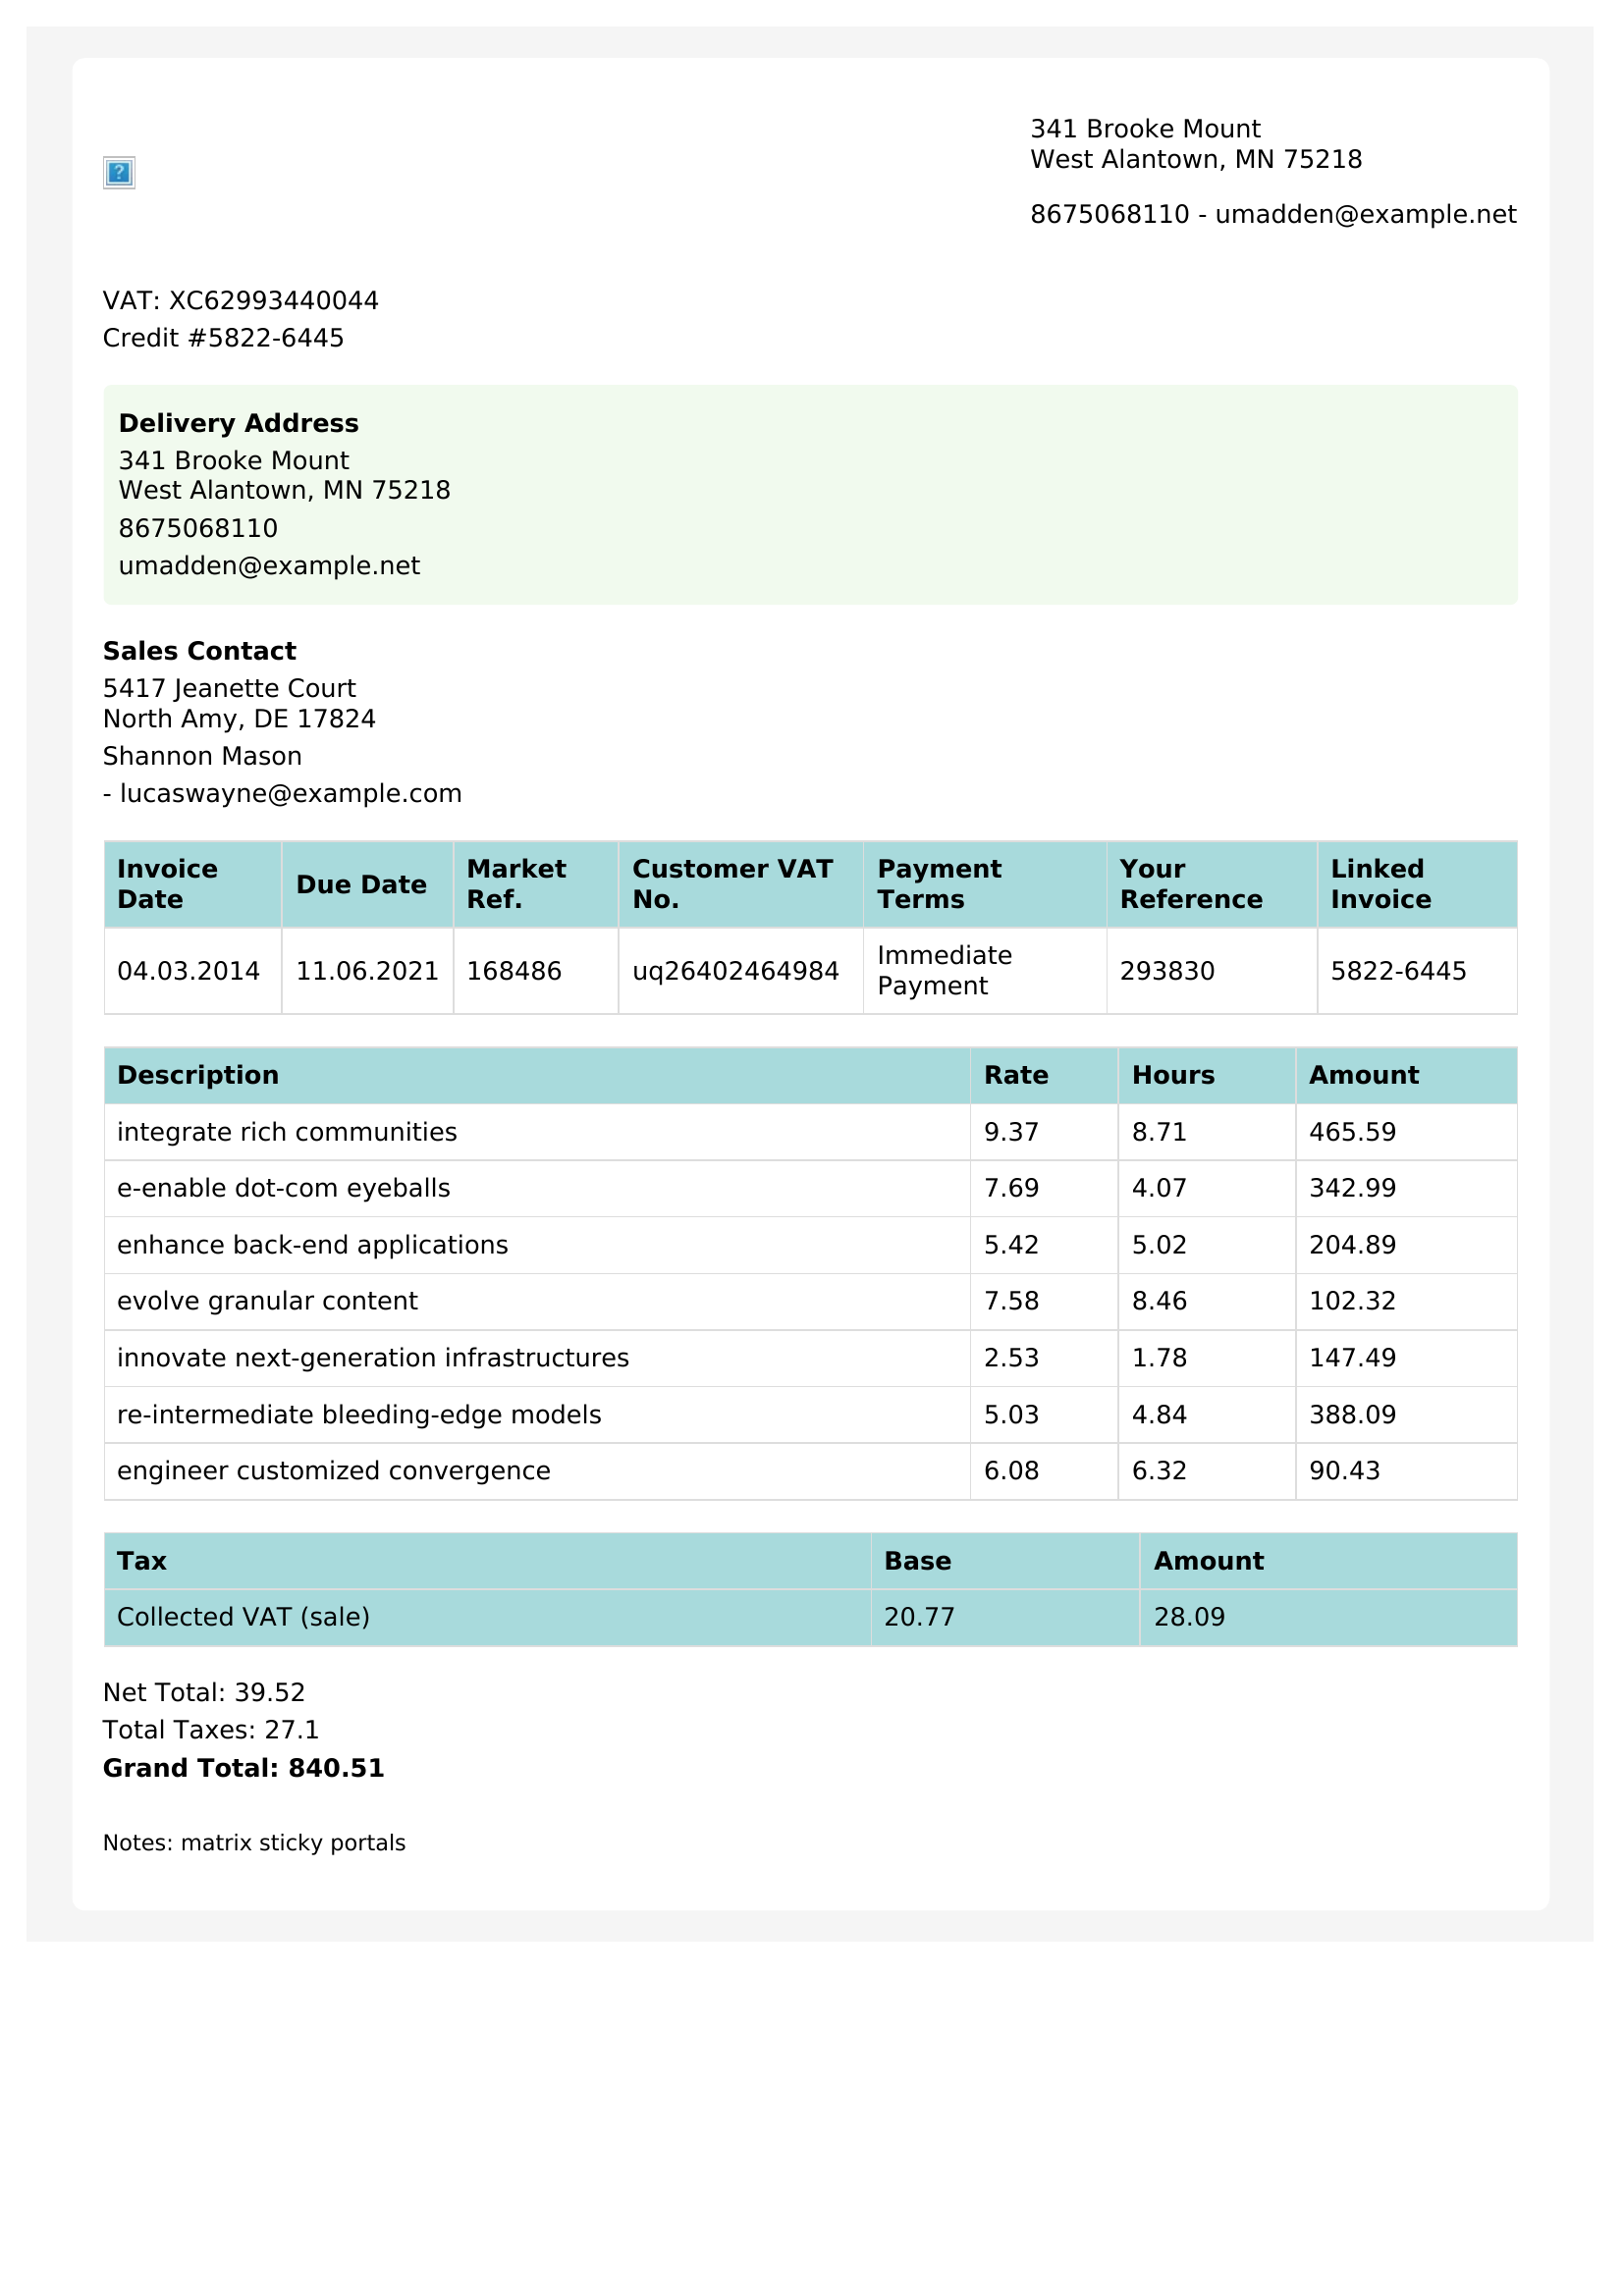 341 Brooke Mount
West Alantown, MN 75218
8675068110 - umadden@example.net
VAT: XC62993440044
Credit #5822-6445
Delivery Address
341 Brooke Mount
West Alantown, MN 75218
8675068110
umadden@example.net
Sales Contact
5417 Jeanette Court
North Amy, DE 17824
Shannon Mason
- lucaswayne@example.com
Invoice Date Due Date Market Ref. Customer VAT No. Payment Terms Your Reference Linked Invoice
04.03.2014 11.06.2021 168486 uq26402464984 Immediate Payment 293830 5822-6445
Description Rate Hours Amount
integrate rich communities 9.37 8.71 465.59
e-enable dot-com eyeballs 7.69 4.07 342.99
enhance back-end applications 5.42 5.02 204.89
evolve granular content 7.58 8.46 102.32
innovate next-generation infrastructures 2.53 1.78 147.49
re-intermediate bleeding-edge models 5.03 4.84 388.09
engineer customized convergence 6.08 6.32 90.43
Tax Base Amount
Collected VAT (sale) 20.77 28.09
Net Total: 39.52
Total Taxes: 27.1
Grand Total: 840.51
Notes: matrix sticky portals